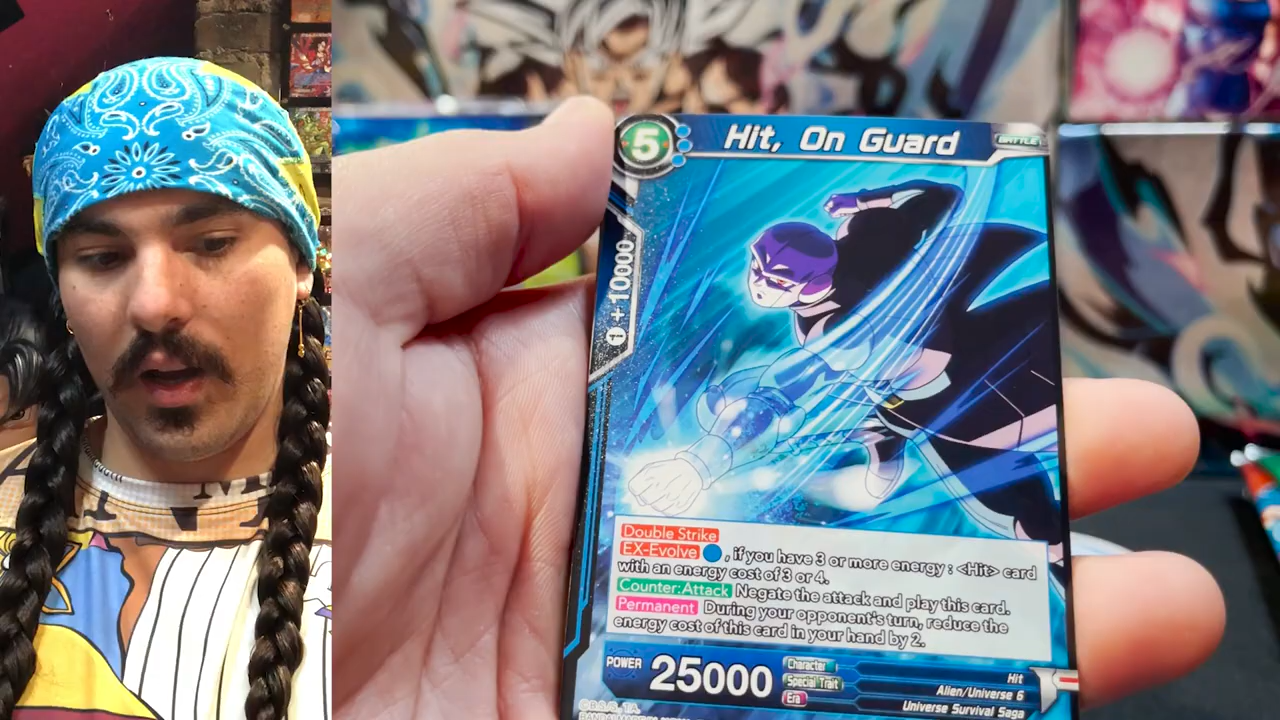 5
Hit, On Guard
BATTLE
+10000
Double Strike
EX-Evolve , if you have 3 or more energy : <Hit> card
with an energy cost of 3 or 4.
Counter:Attack Negate the attack and play this card.
Permanent During your opponent's turn, reduce the
energy cost of this card in your hand by 2.
POWER 25000
Character Hit
Special Trait Alien/Universe 6
Era Universe Survival Saga